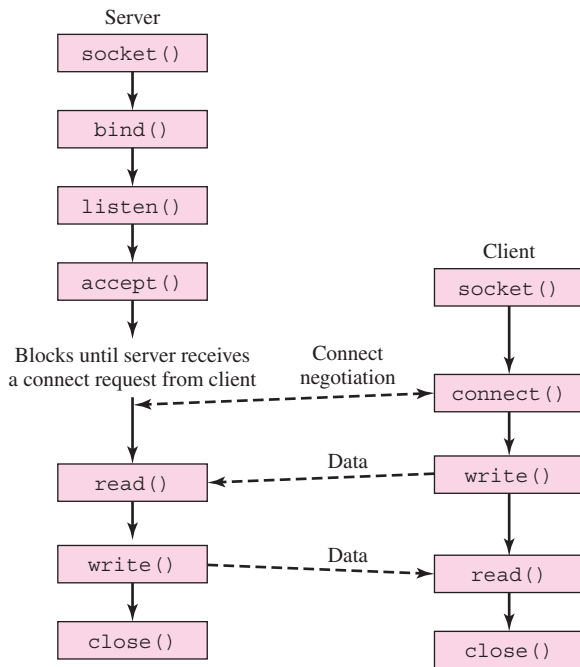 Server
socket()
bind()
listen()
accept()
Blocks until server receives
a connect request from client
read()
write()
close()
Connect
negotiation
Data
Data
Client
socket()
connect()
write()
read()
close()